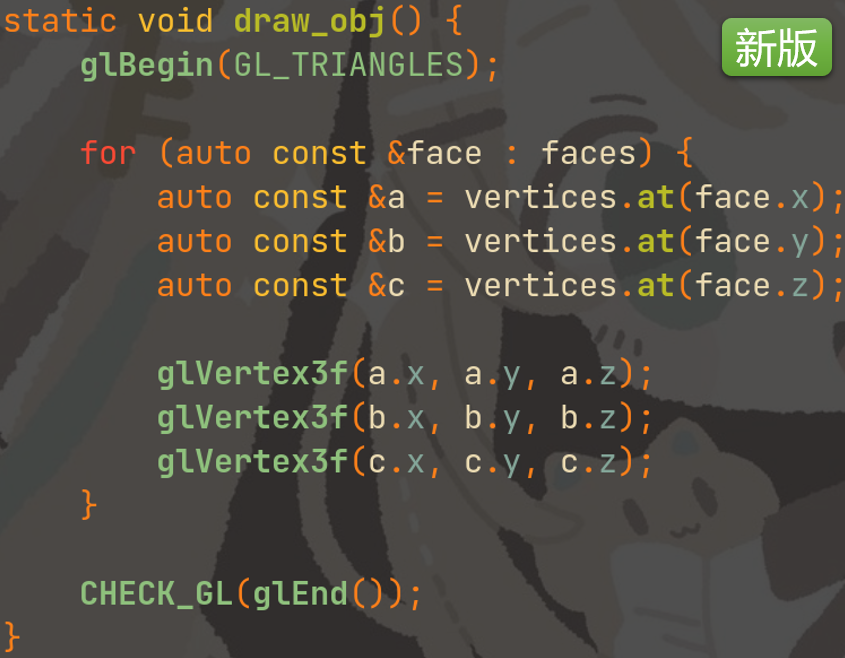 static void draw_obj() {
新版
    glBegin(GL_TRIANGLES);
    for (auto const &face : faces) {
        auto const &a = vertices.at(face.x);
        auto const &b = vertices.at(face.y);
        auto const &c = vertices.at(face.z);
        glVertex3f(a.x, a.y, a.z);
        glVertex3f(b.x, b.y, b.z);
        glVertex3f(c.x, c.y, c.z);
    }
    CHECK_GL(glEnd());
}